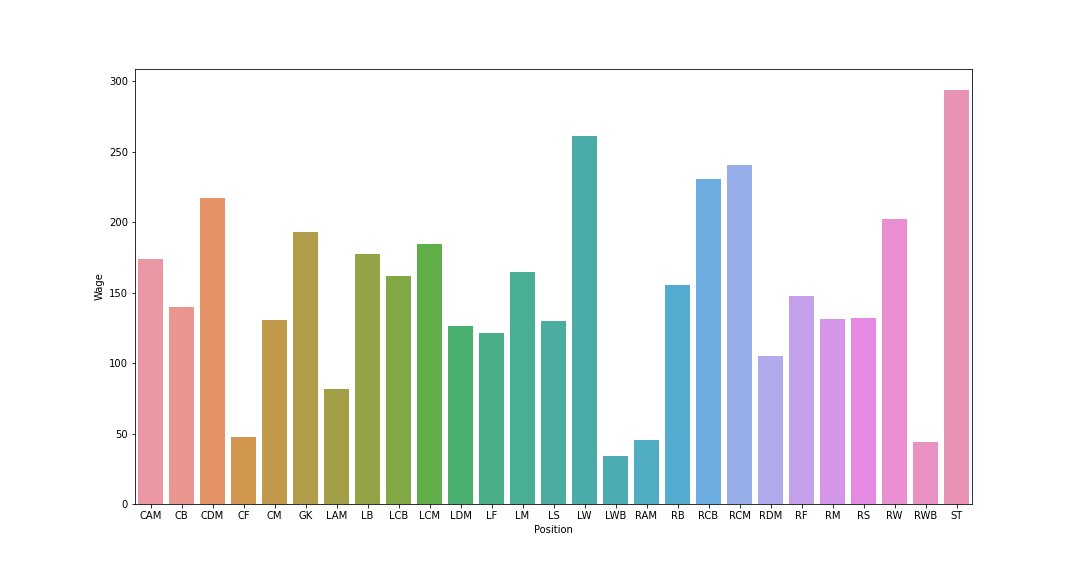 300
250
200
150
100
50
0
Wage
CAM CB CDM CF CM GK LAM LB LCB LCM LDM LF LM LS LW LWB RAM RB RCB RCM RDM RF RM RS RW RWB ST
Position